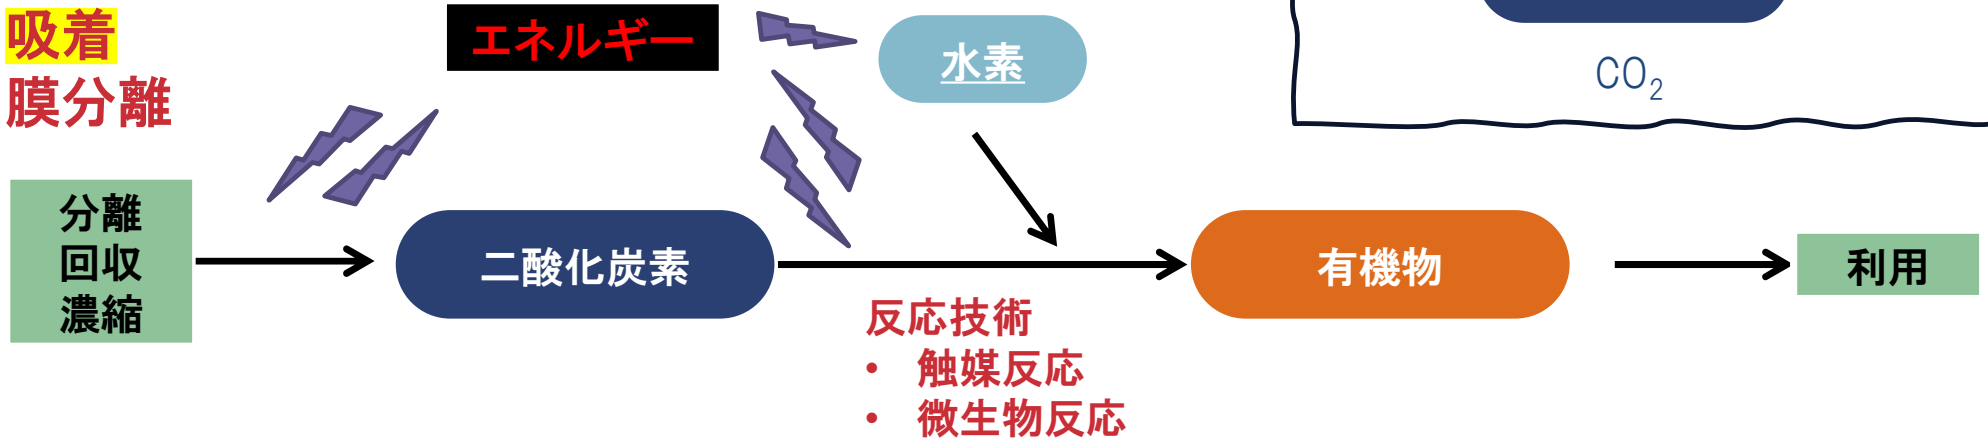 吸着
膜分離
エネルギー
水素
CO₂
分離
回収
濃縮
二酸化炭素
有機物
利用
反応技術
• 触媒反応
• 微生物反応